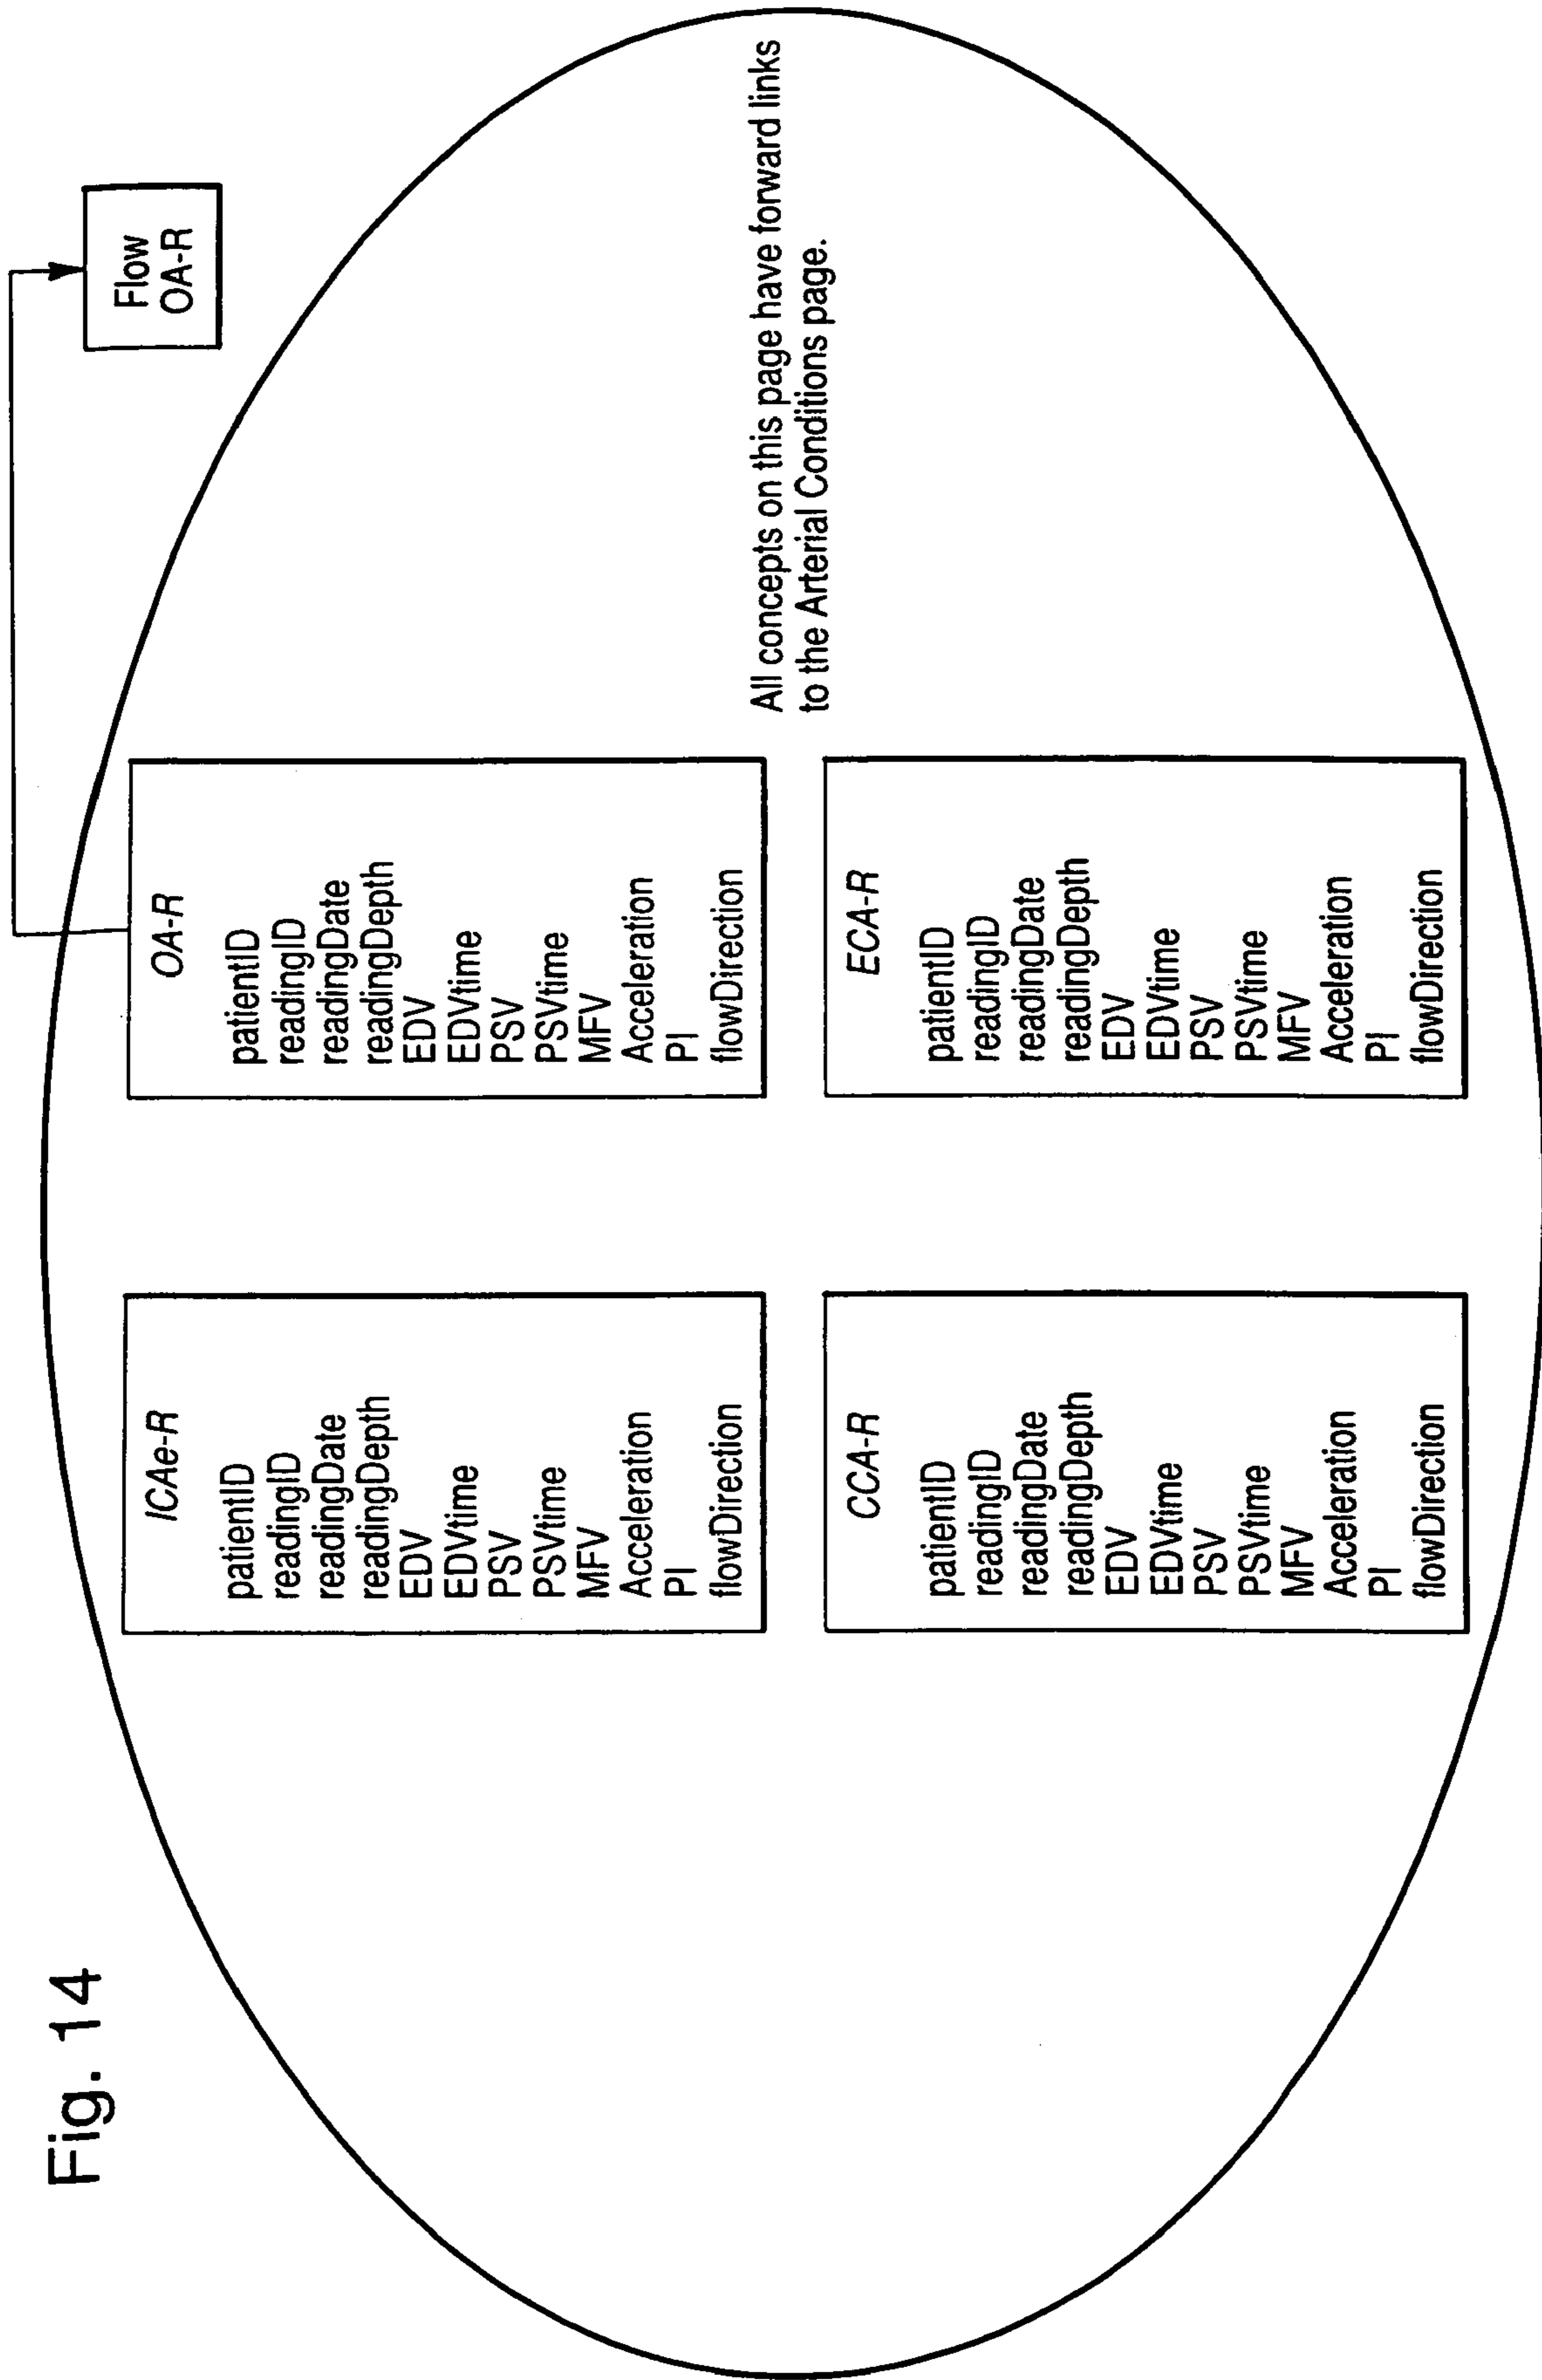 Fig. 14
Flow
OA-R
ICAe-R
patientID
readingID
readingDate
readingDepth
EDV
EDVtime
PSV
PSVtime
MFV
Acceleration
PI
flowDirection
OA-R
patientID
readingID
readingDate
readingDepth
EDV
EDVtime
PSV
PSVtime
MFV
Acceleration
PI
flowDirection
All concepts on this page have forward links
to the Arterial Conditions page.
CCA-R
patientID
readingID
readingDate
readingDepth
EDV
EDVtime
PSV
PSVtime
MFV
Acceleration
PI
flowDirection
ECA-R
patientID
readingID
readingDate
readingDepth
EDV
EDVtime
PSV
PSVtime
MFV
Acceleration
PI
flowDirection